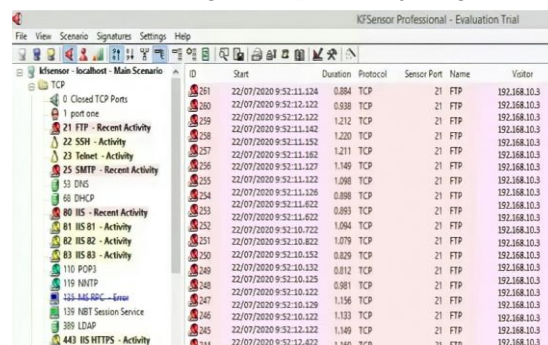 KFSensor Professional - Evaluation Trial
File View Scenario Signatures Settings Help
kfsensor - localhost - Main Scenario
TCP
0 Closed TCP Ports
1 port one
21 FTP - Recent Activity
22 SSH - Activity
23 Telnet - Activity
25 SMTP - Recent Activity
53 DNS
68 DHCP
80 IIS - Recent Activity
81 IIS 81 - Activity
82 IIS 82 - Activity
83 IIS 83 - Activity
110 POP3
119 NNTP
135 MS RPC - Error
139 NBT Session Service
389 LDAP
443 IIS HTTPS - Activity
ID Start Duration Protocol Sensor Port Name Visitor
261 22/07/2020 9:52:11.124 0.884 TCP 21 FTP 192.168.10.3
260 22/07/2020 9:52:12.122 0.938 TCP 21 FTP 192.168.10.3
259 22/07/2020 9:52:11.122 1.212 TCP 21 FTP 192.168.10.3
258 22/07/2020 9:52:11.142 1.220 TCP 21 FTP 192.168.10.3
257 22/07/2020 9:52:11.152 1.211 TCP 21 FTP 192.168.10.3
256 22/07/2020 9:52:11.162 1.149 TCP 21 FTP 192.168.10.3
255 22/07/2020 9:52:11.127 1.098 TCP 21 FTP 192.168.10.3
254 22/07/2020 9:52:11.122 0.898 TCP 21 FTP 192.168.10.3
253 22/07/2020 9:52:11.126 0.893 TCP 21 FTP 192.168.10.3
252 22/07/2020 9:52:11.622 1.094 TCP 21 FTP 192.168.10.3
251 22/07/2020 9:52:10.722 1.079 TCP 21 FTP 192.168.10.3
250 22/07/2020 9:52:10.822 0.829 TCP 21 FTP 192.168.10.3
249 22/07/2020 9:52:10.152 0.812 TCP 21 FTP 192.168.10.3
248 22/07/2020 9:52:10.132 0.981 TCP 21 FTP 192.168.10.3
247 22/07/2020 9:52:10.125 1.156 TCP 21 FTP 192.168.10.3
246 22/07/2020 9:52:10.122 1.133 TCP 21 FTP 192.168.10.3
245 22/07/2020 9:52:10.129 1.149 TCP 21 FTP 192.168.10.3